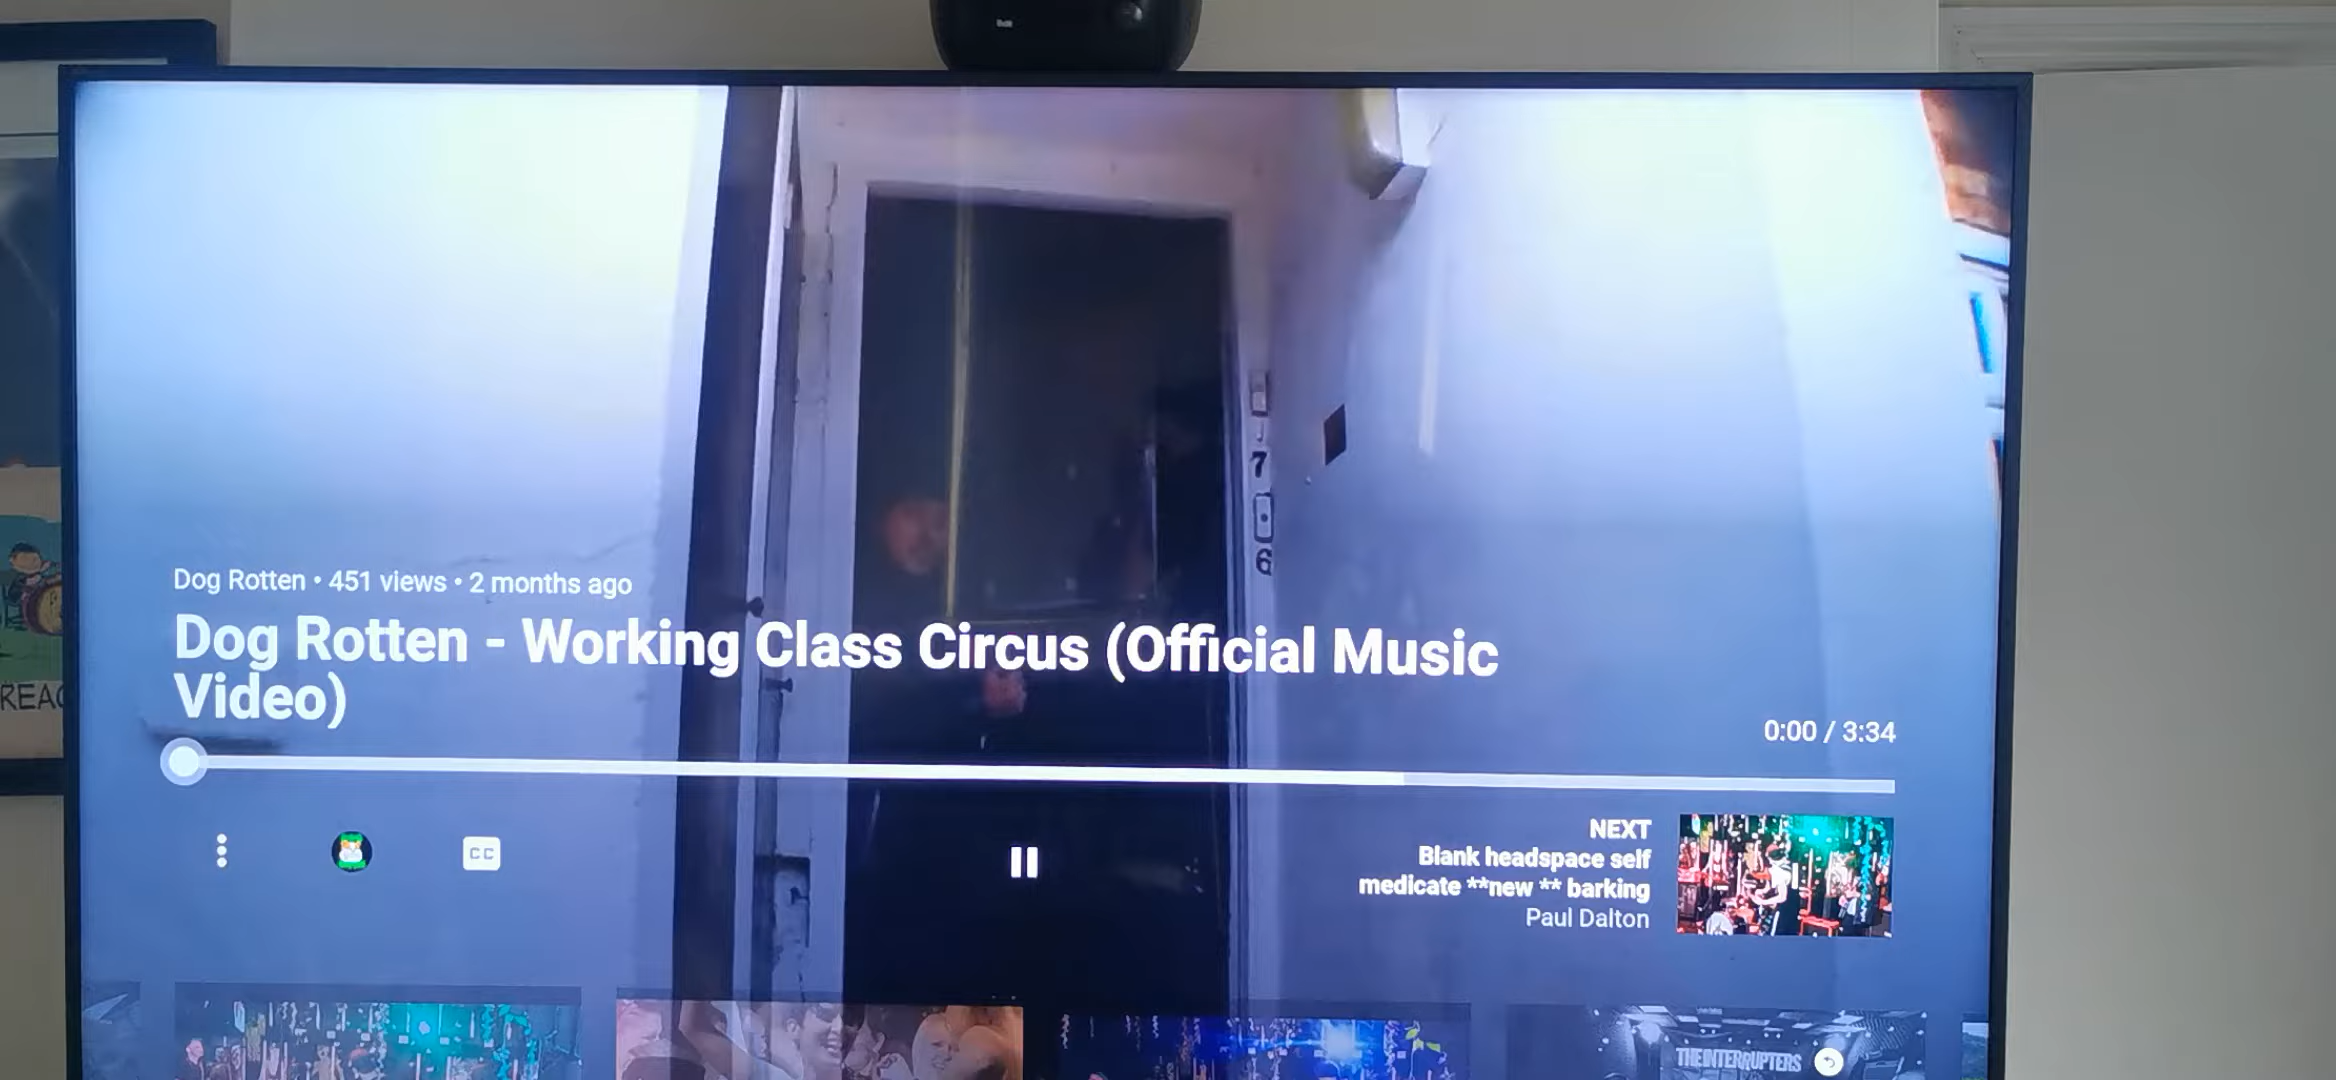 7
6
Dog Rotten • 451 views • 2 months ago
Dog Rotten - Working Class Circus (Official Music
Video)
REAC
0:00 / 3:34
CC
NEXT
Blank headspace self
medicate **new ** barking
Paul Dalton
THE INTERRUPTERS